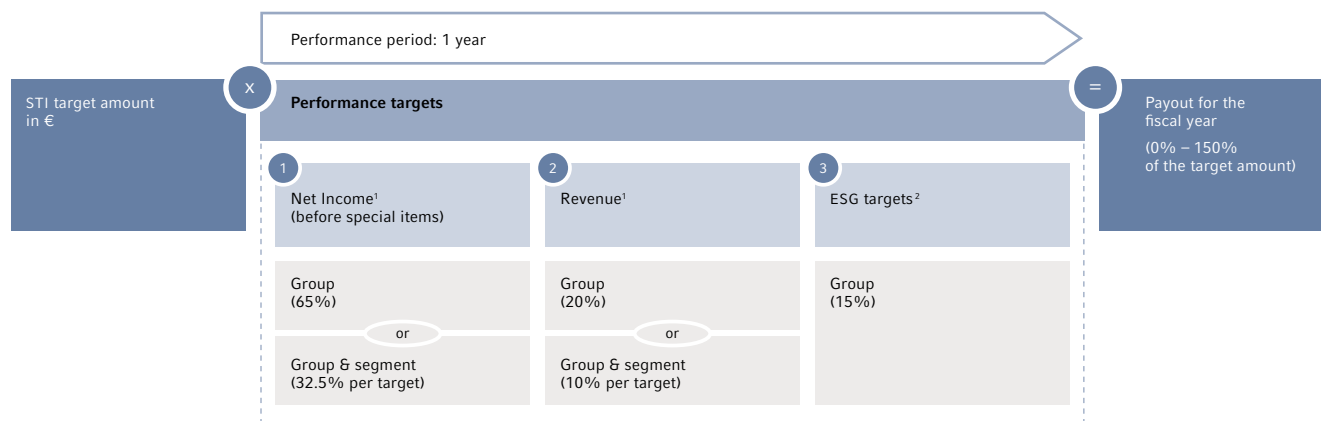 Performance period: 1 year
STI target amount
in €
x
Performance targets
=
Payout for the
fiscal year
(0% – 150%
of the target amount)
1
Net Income¹
(before special items)
2
Revenue¹
3
ESG targets²
Group
(65%)
or
Group & segment
(32.5% per target)
Group
(20%)
or
Group & segment
(10% per target)
Group
(15%)